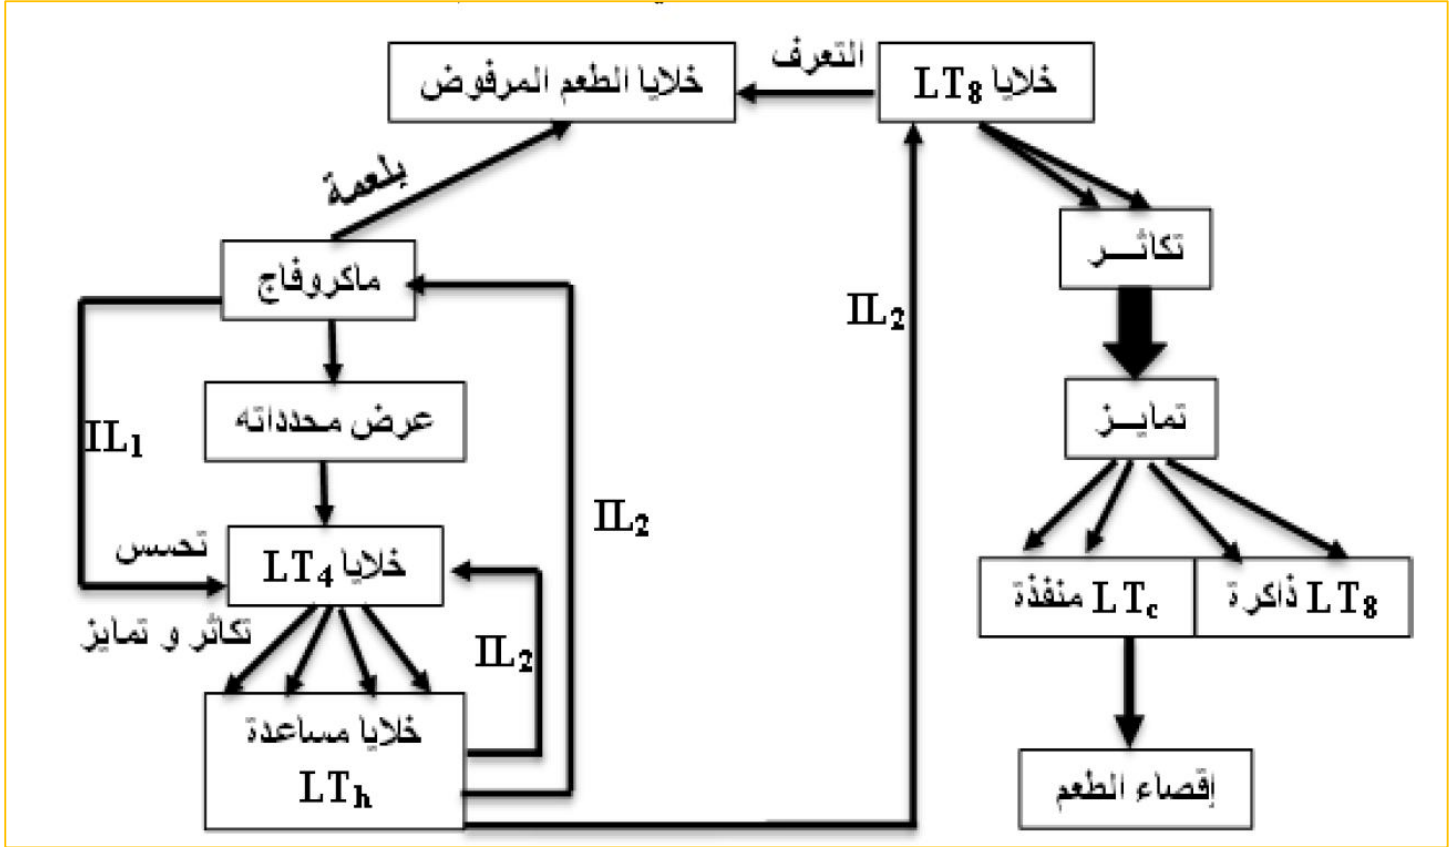 خلايا LT8
التعرف
خلايا الطعم المرفوض
بلعمة
ماكروفاج
عرض محدداته
IL1
تحسس
خلايا LT4
تكاثر و تمايز
خلايا مساعدة
LTh
IL2
IL2
IL2
تكاثـــر
تمايـــز
LTc منفذة
LT8 ذاكرة
إقصاء الطعم